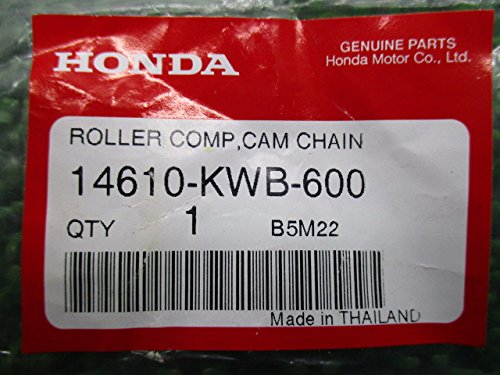 HONDA
GENUINE PARTS
Honda Motor Co., Ltd.
ROLLER COMP,CAM CHAIN
14610-KWB-600
QTY 1 B5M22
Made in THAILAND